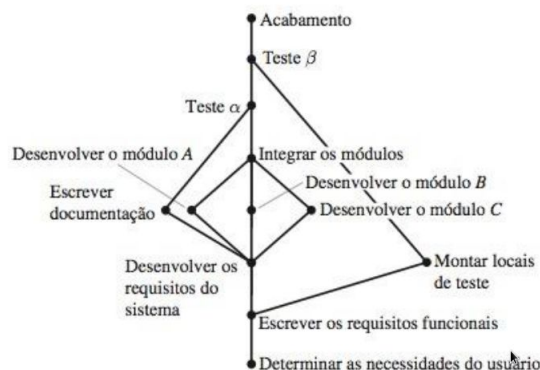 Acabamento
Teste β
Teste α
Desenvolver o módulo A
Integrar os módulos
Desenvolver o módulo B
Escrever
documentação
Desenvolver o módulo C
Desenvolver os
requisitos do
sistema
Montar locais
de teste
Escrever os requisitos funcionais
Determinar as necessidades do usuário